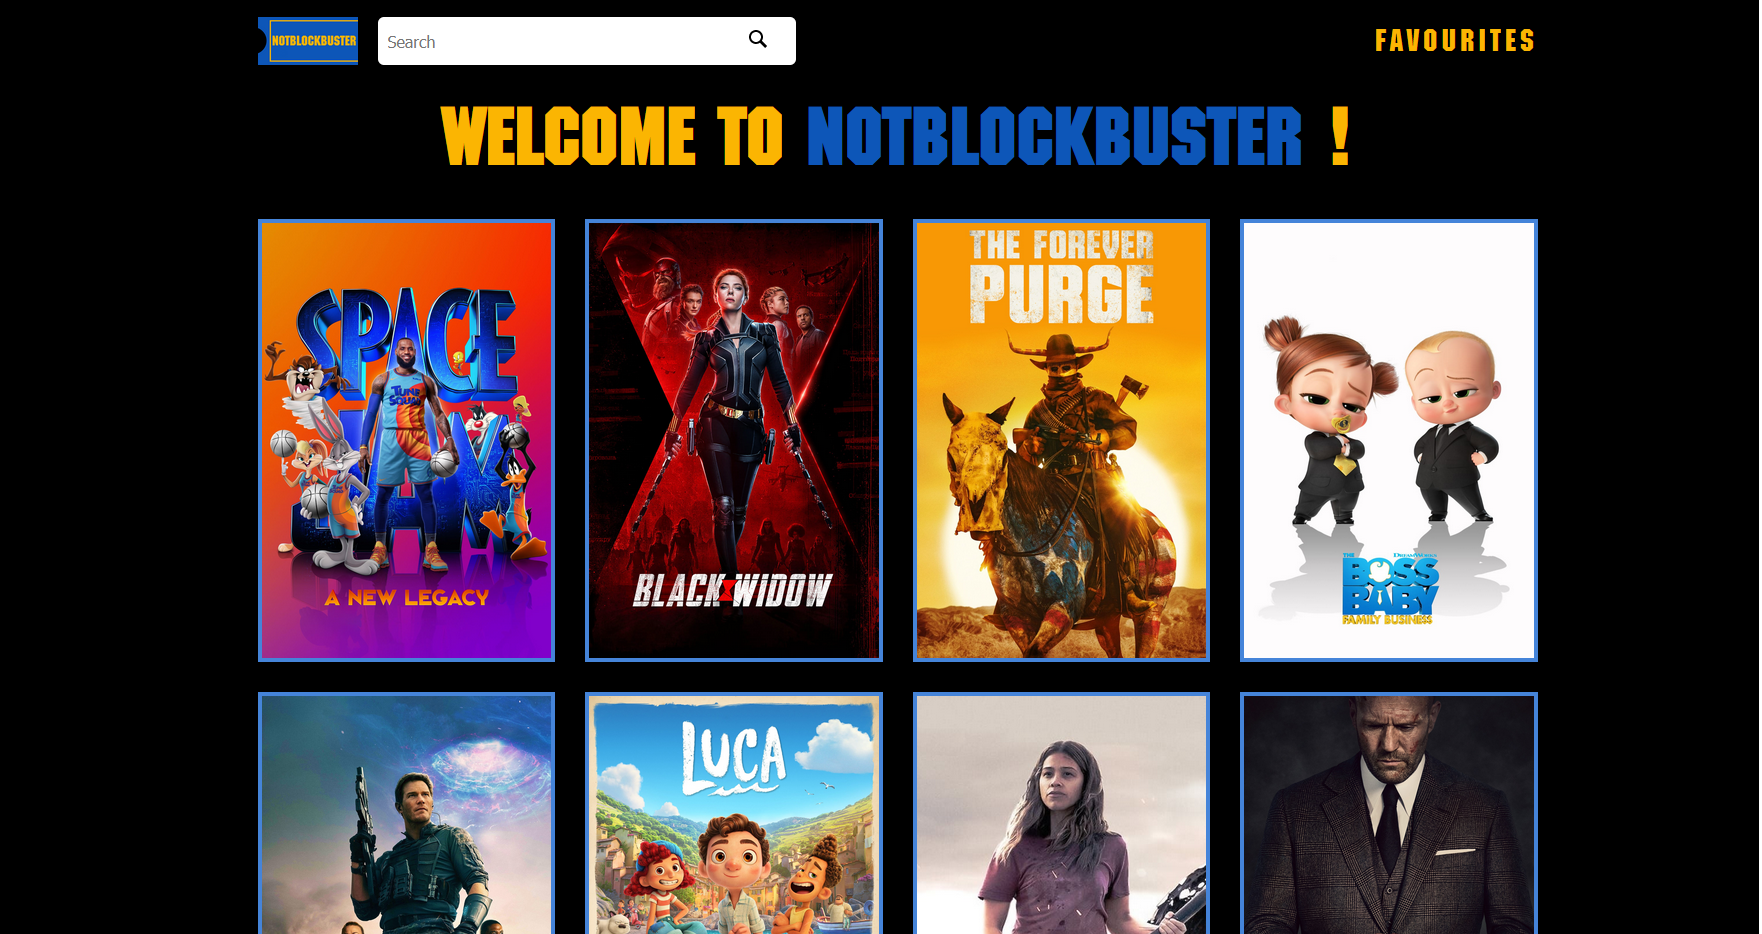 NOTBLOCKBUSTER
Search
FAVOURITES
WELCOME TO NOTBLOCKBUSTER !
SPACE
JAM
TUNE
SQUAD
A NEW LEGACY
BLACK WIDOW
THE FOREVER
PURGE
THE
DREAMWORKS
BOSS
BABY
FAMILY BUSINESS
LUCA